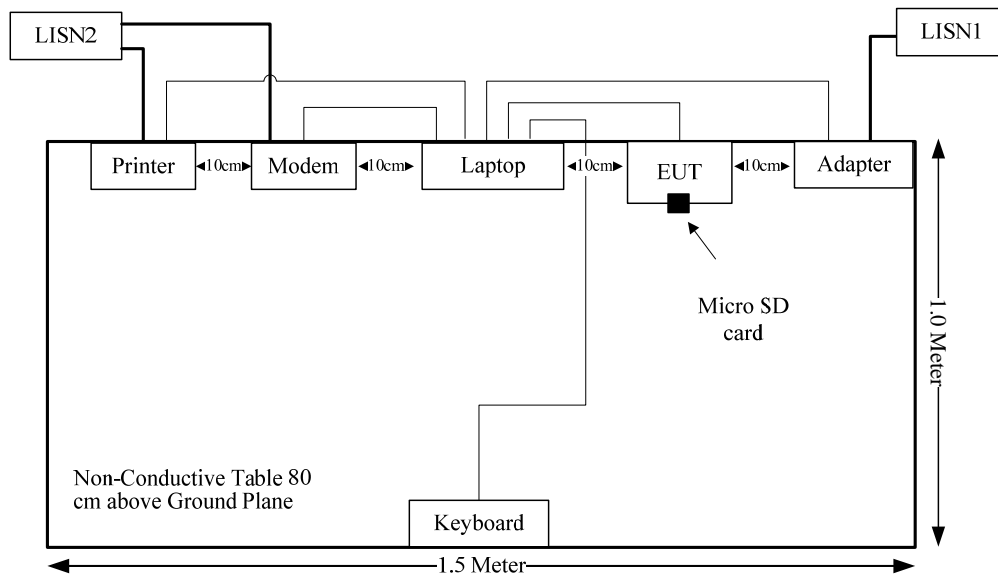 LISN2
LISN1
Printer
10cm
Modem
10cm
Laptop
10cm
EUT
10cm
Adapter
Micro SD
card
1.0 Meter
Non-Conductive Table 80
cm above Ground Plane
Keyboard
1.5 Meter